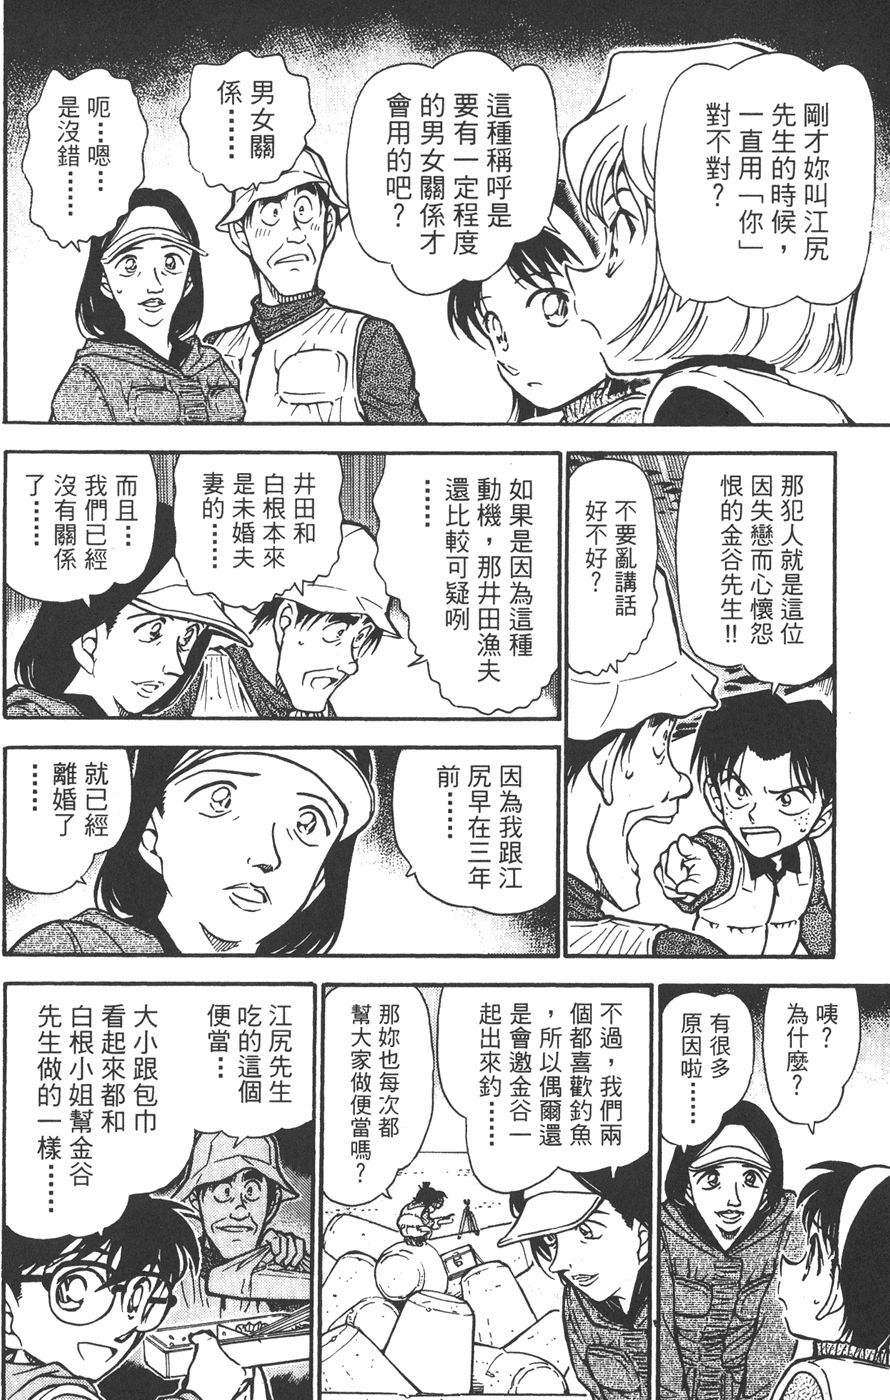 剛才妳叫江尻
先生的時候，
一直用「你」
對不對？
這種稱呼是
要有一定程度
的男女關係才
會用的吧？
男女關
係……
呃…嗯…
是沒錯……
那犯人就是這位
因失戀而心懷怨
恨的金谷先生!!
不要亂講話
好不好？
如果是因為這種
動機，那井田漁夫
還比較可疑咧
……
井田和
白根本來
是未婚夫
妻的……
而且…
我們已經
沒有關係
了……
因為我跟江
尻早在三年
前……
就已經
離婚了
……
咦？
為什麼？
有很多
原因啦……
不過，我們兩
個都喜歡釣魚
，所以偶爾還
是會邀金谷一
起出來釣……
那妳也每次都
幫大家做便當嗎？
江尻先生
吃的這個
便當…
大小跟包巾
看起來都和
白根小姐幫金谷
先生做的一樣……